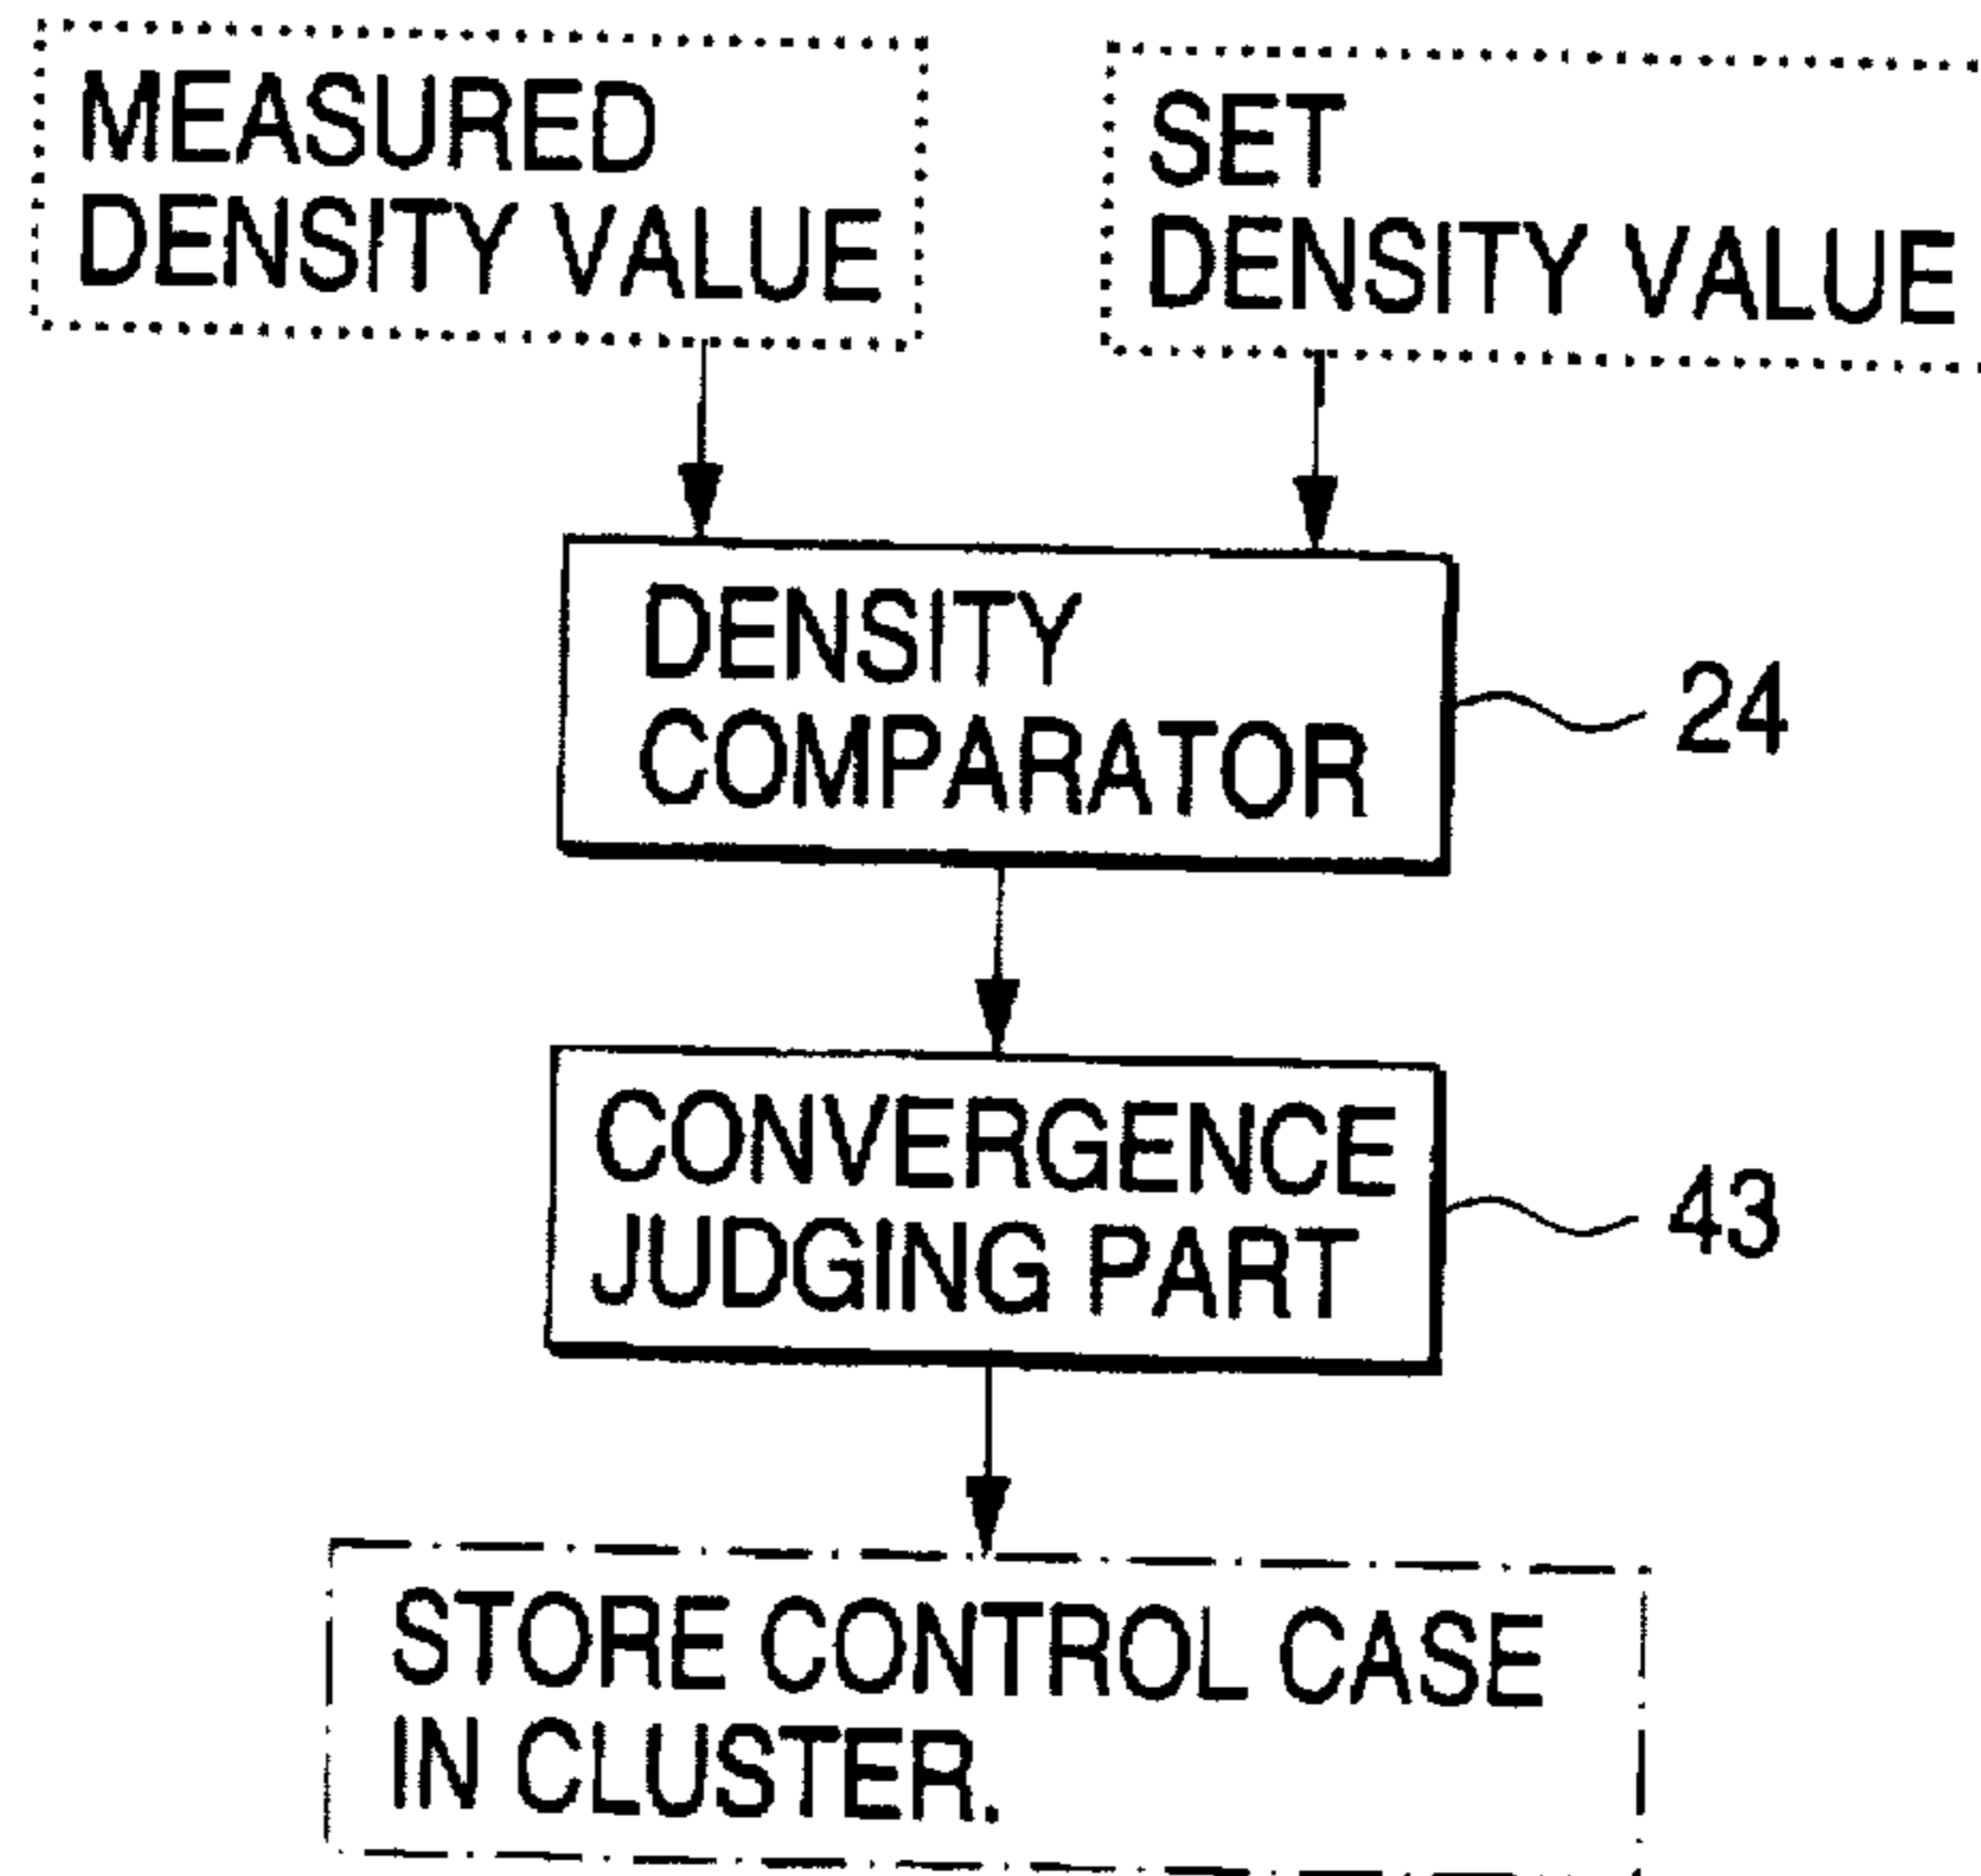 MEASURED
DENSITY VALUE
SET
DENSITY VALUE
DENSITY
COMPARATOR
24
CONVERGENCE
JUDGING PART
43
STORE CONTROL CASE
IN CLUSTER.